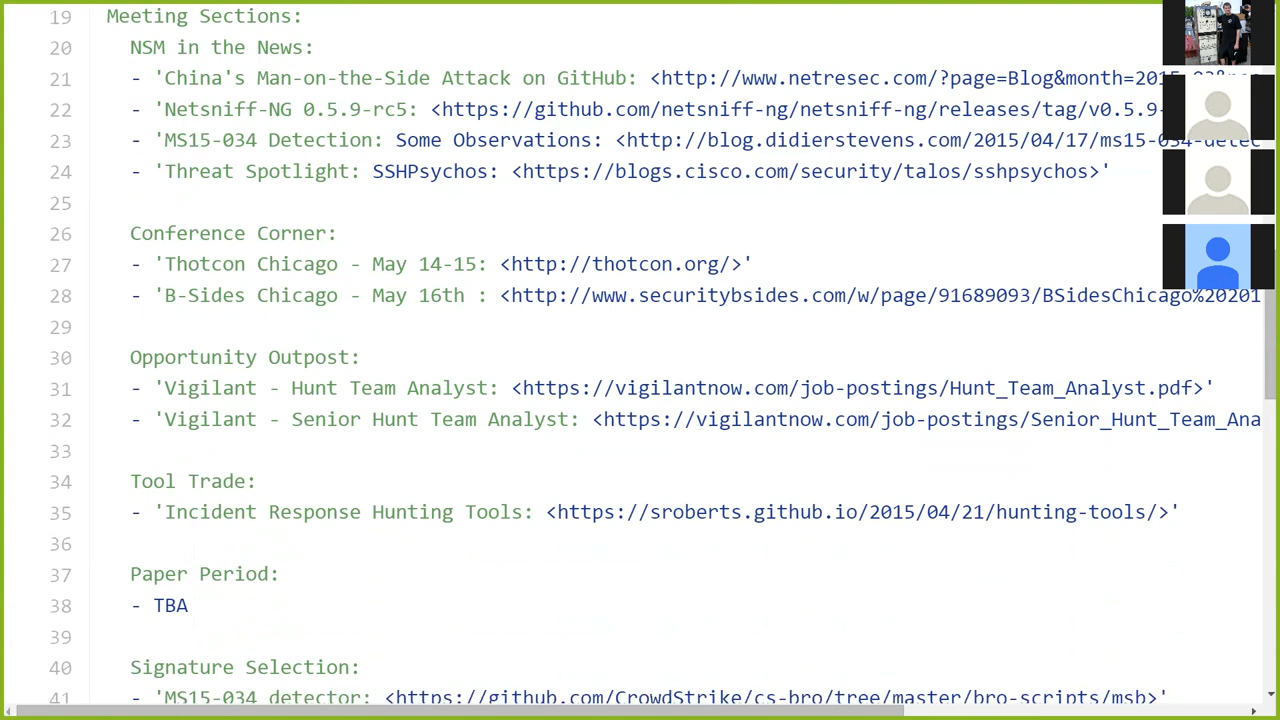 19 Meeting Sections:
20 NSM in the News:
21 - 'China's Man-on-the-Side Attack on GitHub: <http://www.netresec.com/?page=Blog&month=2015-03&
22 - 'Netsniff-NG 0.5.9-rc5: <https://github.com/netsniff-ng/netsniff-ng/releases/tag/v0.5.9-
23 - 'MS15-034 Detection: Some Observations: <http://blog.didierstevens.com/2015/04/17/ms15-034-detec
24 - 'Threat Spotlight: SSHPsychos: <https://blogs.cisco.com/security/talos/sshpsychos>'
25
26 Conference Corner:
27 - 'Thotcon Chicago - May 14-15: <http://thotcon.org/>'
28 - 'B-Sides Chicago - May 16th : <http://www.securitybsides.com/w/page/91689093/BSidesChicago%20201
29
30 Opportunity Outpost:
31 - 'Vigilant - Hunt Team Analyst: <https://vigilantnow.com/job-postings/Hunt_Team_Analyst.pdf>'
32 - 'Vigilant - Senior Hunt Team Analyst: <https://vigilantnow.com/job-postings/Senior_Hunt_Team_Ana
33
34 Tool Trade:
35 - 'Incident Response Hunting Tools: <https://sroberts.github.io/2015/04/21/hunting-tools/>'
36
37 Paper Period:
38 - TBA
39
40 Signature Selection:
41 - 'MS15-034 detector: <https://github.com/CrowdStrike/cs-bro/tree/master/bro-scripts/msb>'